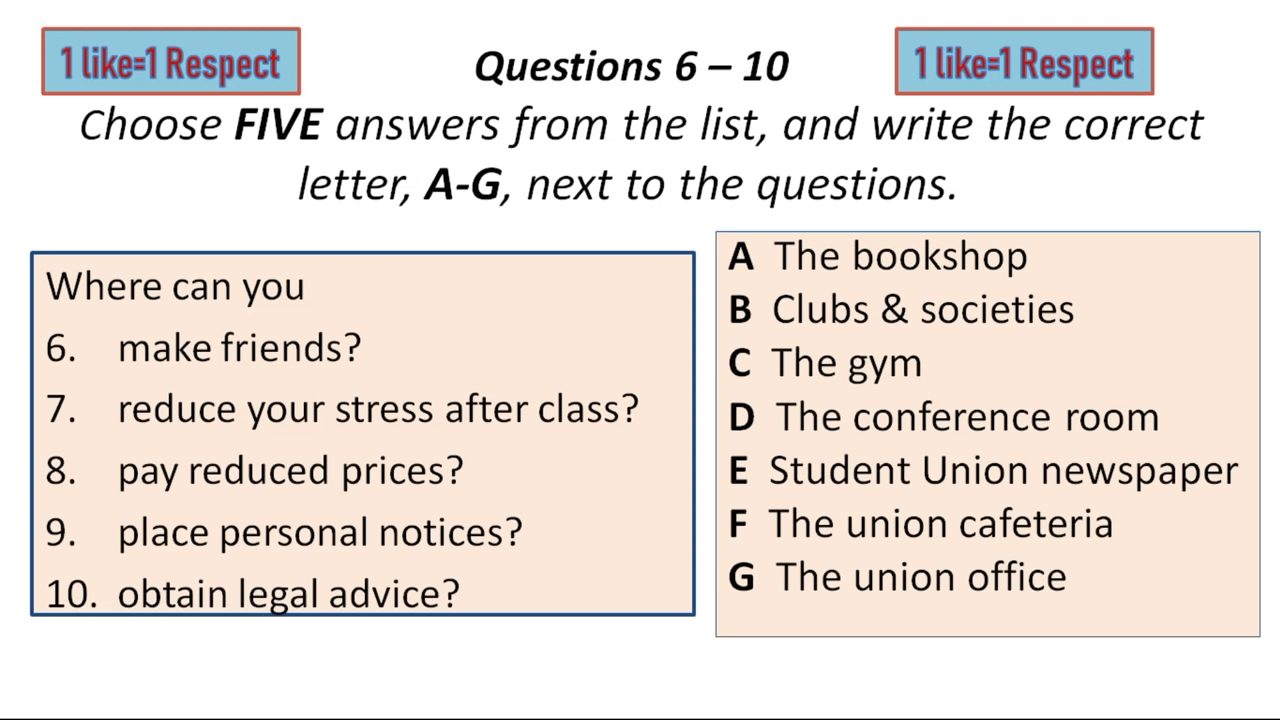 1 like=1 Respect
1 like=1 Respect
Questions 6 – 10
Choose FIVE answers from the list, and write the correct
letter, A-G, next to the questions.
Where can you
6. make friends?
7. reduce your stress after class?
8. pay reduced prices?
9. place personal notices?
10. obtain legal advice?
A The bookshop
B Clubs & societies
C The gym
D The conference room
E Student Union newspaper
F The union cafeteria
G The union office